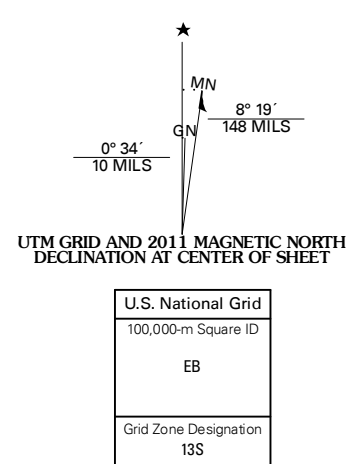 ★
MN
8° 19´
148 MILS
GN
0° 34´
10 MILS
UTM GRID AND 2011 MAGNETIC NORTH
DECLINATION AT CENTER OF SHEET
U.S. National Grid
100,000-m Square ID
EB
Grid Zone Designation
13S